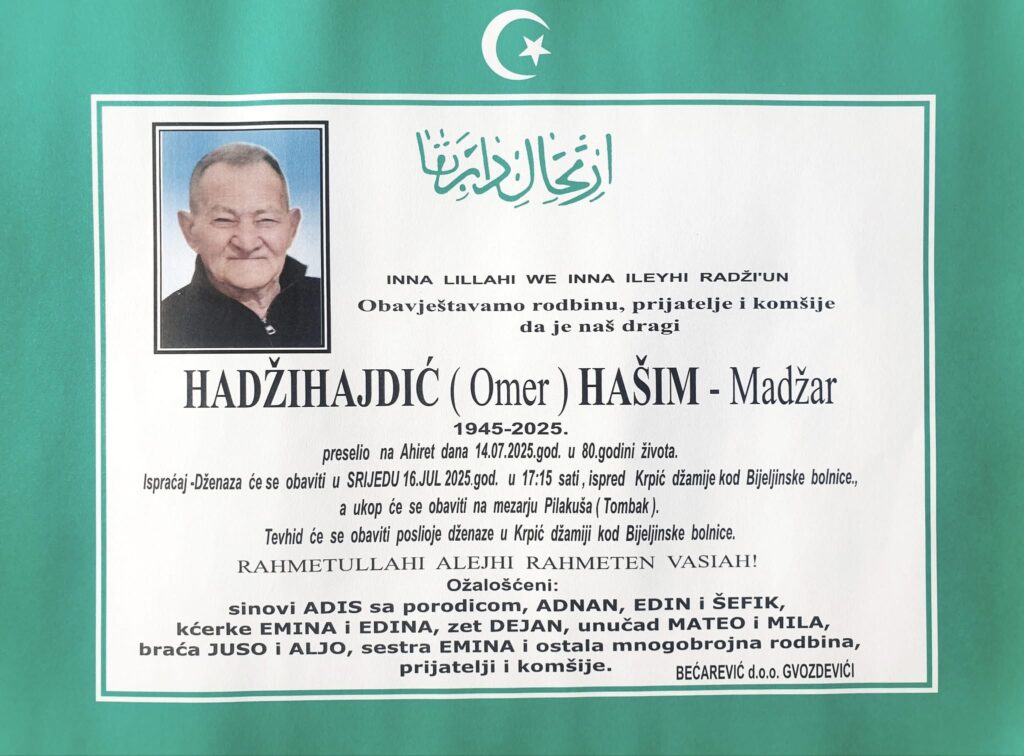 ارتحال دار بقا
INNA LILLAHI WE INNA ILEYHI RADŽI'UN
Obavještavamo rodbinu, prijatelje i komšije
da je naš dragi
HADŽIHAJDIĆ ( Omer ) HAŠIM - Madžar
1945-2025.
preselio na Ahiret dana 14.07.2025.god. u 80.godini života.
Ispraćaj -Dženaza će se obaviti u SRIJEDU 16.JUL 2025.god. u 17:15 sati , ispred Krpić džamije kod Bijeljinske bolnice.,
a ukop će se obaviti na mezarju Pilakuša ( Tombak ).
Tevhid će se obaviti poslioje dženaze u Krpić džamiji kod Bijeljinske bolnice.
RAHMETULLAHI ALEJHI RAHMETEN VASIAH!
Ožalošćeni:
sinovi ADIS sa porodicom, ADNAN, EDIN i ŠEFIK,
kćerke EMINA i EDINA, zet DEJAN, unučad MATEO i MILA,
braća JUSO i ALJO, sestra EMINA i ostala mnogobrojna rodbina,
prijatelji i komšije.
BEĆAREVIĆ d.o.o. GVOZDEVIĆI